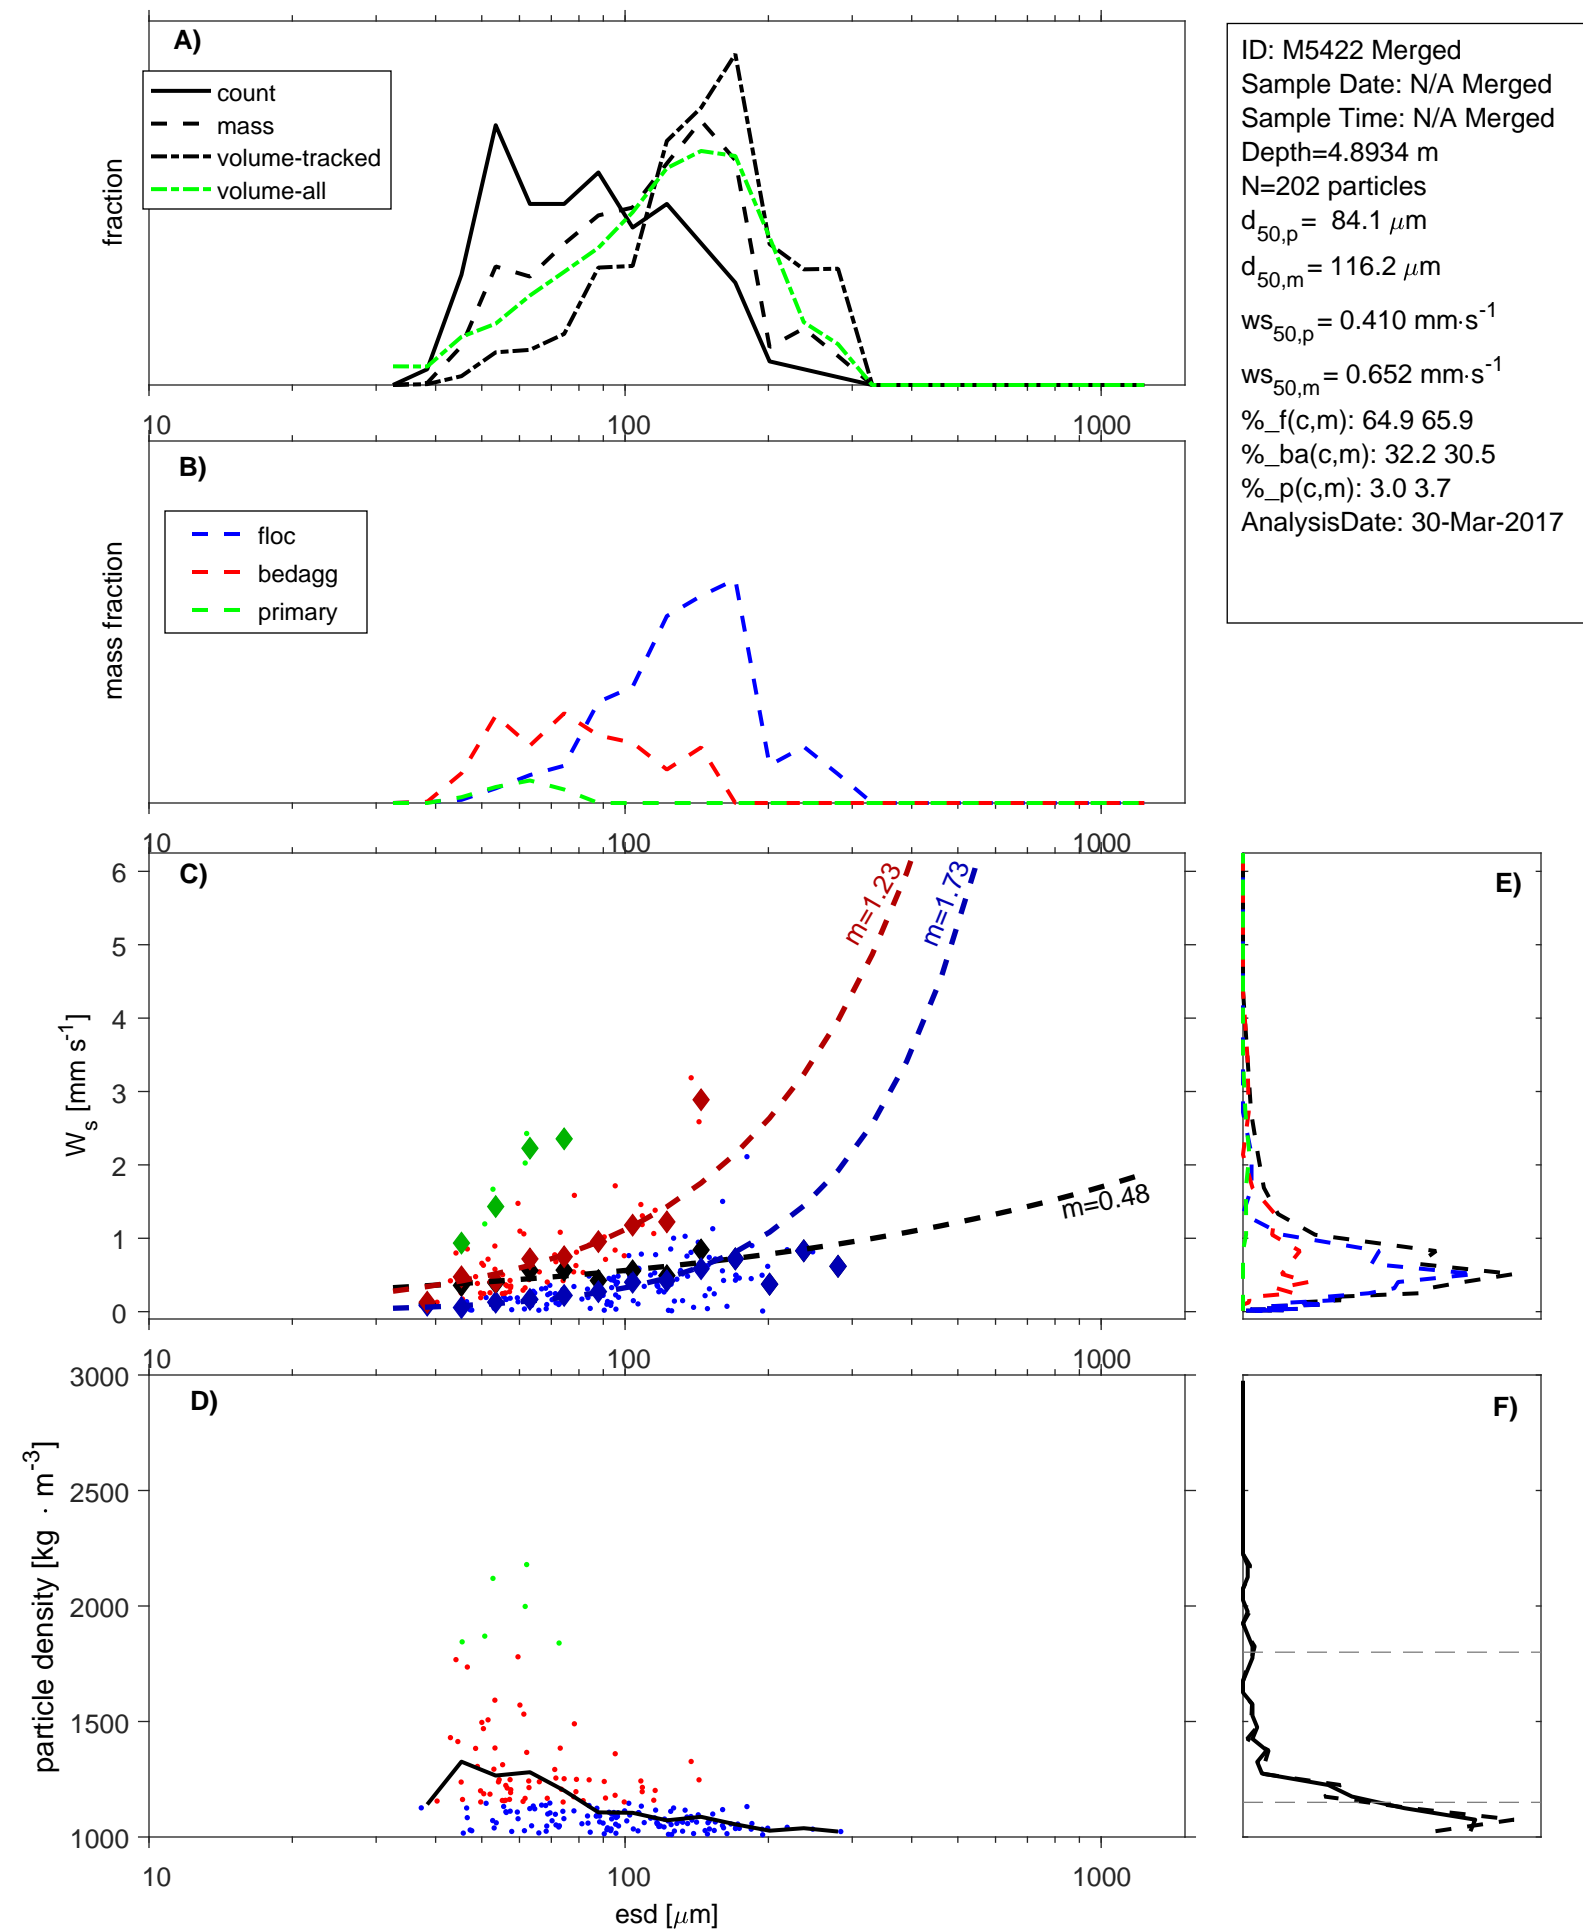 A)
count
mass
volume-tracked
volume-all
fraction
10
100
1000
ID: M5422 Merged
Sample Date: N/A Merged
Sample Time: N/A Merged
Depth=4.8934 m
N=202 particles
d50,p= 84.1 μm
d50,m= 116.2 μm
ws50,p= 0.410 mm·s-1
ws50,m= 0.652 mm·s-1
%_f(c,m): 64.9 65.9
%_ba(c,m): 32.2 30.5
%_p(c,m): 3.0 3.7
AnalysisDate: 30-Mar-2017
B)
floc
bedagg
primary
mass fraction
10
100
1000
C)
6
5
4
3
2
1
0
Ws [mm s-1]
m=1.23
m=1.73
m=0.48
10
100
1000
E)
D)
3000
2500
2000
1500
1000
particle density [kg · m-3]
10
100
1000
esd [μm]
F)